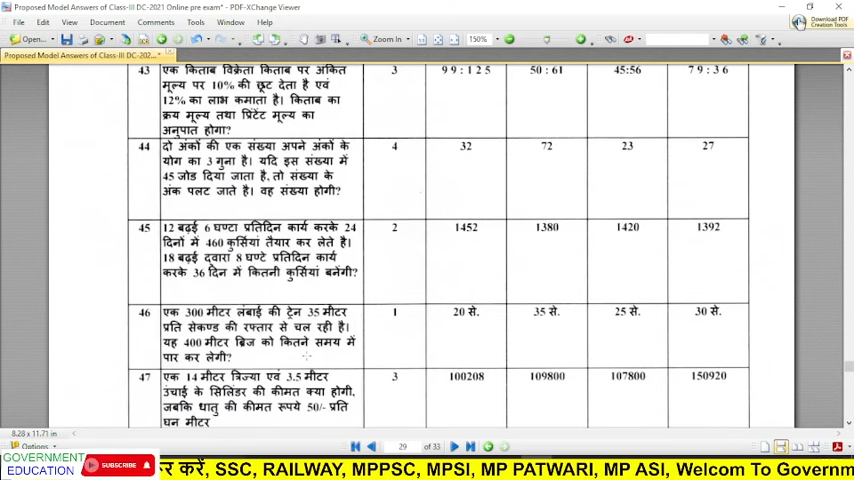 Proposed Model Answers of Class-III DC-2021 Online pre exam * - PDF-XChange Viewer
File Edit View Document Comments Tools Window Help
Open... Zoom In 150% Download PDF Creation Tools
Proposed Model Answers of Class-III DC-202...
43 एक किताब विक्रेता किताब पर अंकित 3 99:125 50:61 45:56 79:36
मूल्य पर 10% की छूट देता है एवं
12% का लाभ कमाता है। किताब का
क्रय मूल्य तथा प्रिंटेंट मूल्य का
अनुपात होगा?
44 दो अंकों की एक संख्या अपने अंकों के 4 32 72 23 27
योग का 3 गुना है। यदि इस संख्या में
45 जोड दिया जाता है, तो संख्या के
अंक पलट जाते है। वह संख्या होगी?
45 12 बढ़ई 6 घण्टा प्रतिदिन कार्य करके 24 2 1452 1380 1420 1392
दिनों में 460 कुर्सियां तैयार कर लेते है।
18 बढ़ई द्वारा 8 घण्टे प्रतिदिन कार्य
करके 36 दिन में कितनी कुर्सियां बनेंगी?
46 एक 300 मीटर लंबाई की ट्रेन 35 मीटर 1 20 से. 35 से. 25 से. 30 से.
प्रति सेकण्ड की रफ्तार से चल रही है।
यह 400 मीटर ब्रिज को कितने समय में
पार कर लेगी?
47 एक 14 मीटर त्रिज्या एवं 3.5 मीटर 3 100208 109800 107800 150920
उंचाई के सिलिंडर की कीमत क्या होगी,
जबकि धातु की कीमत रूपये 50/- प्रति
घन मीटर
8.28 x 11.71 in
Options 29 of 33
GOVERNMENT
EDUCATION SUBSCRIBE
कर करें, SSC, RAILWAY, MPPSC, MPSI, MP PATWARI, MP ASI, Welcom To Governm